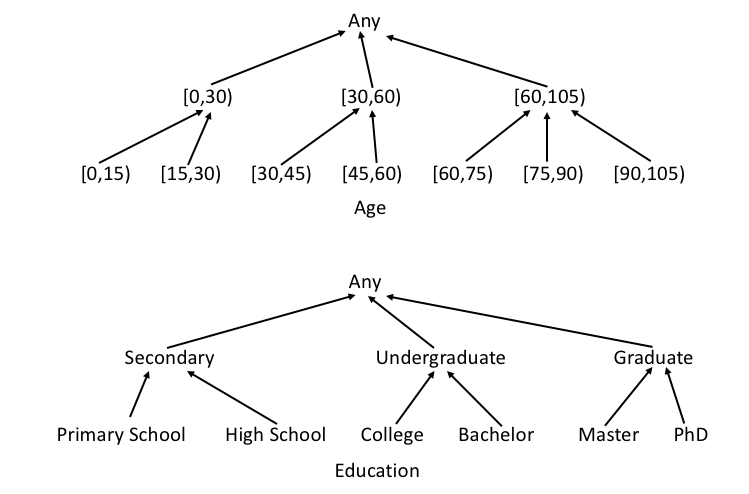 Any
[0,30) [30,60) [60,105)
[0,15) [15,30) [30,45) [45,60) [60,75) [75,90) [90,105)
Age
Any
Secondary Undergraduate Graduate
Primary School High School College Bachelor Master PhD
Education